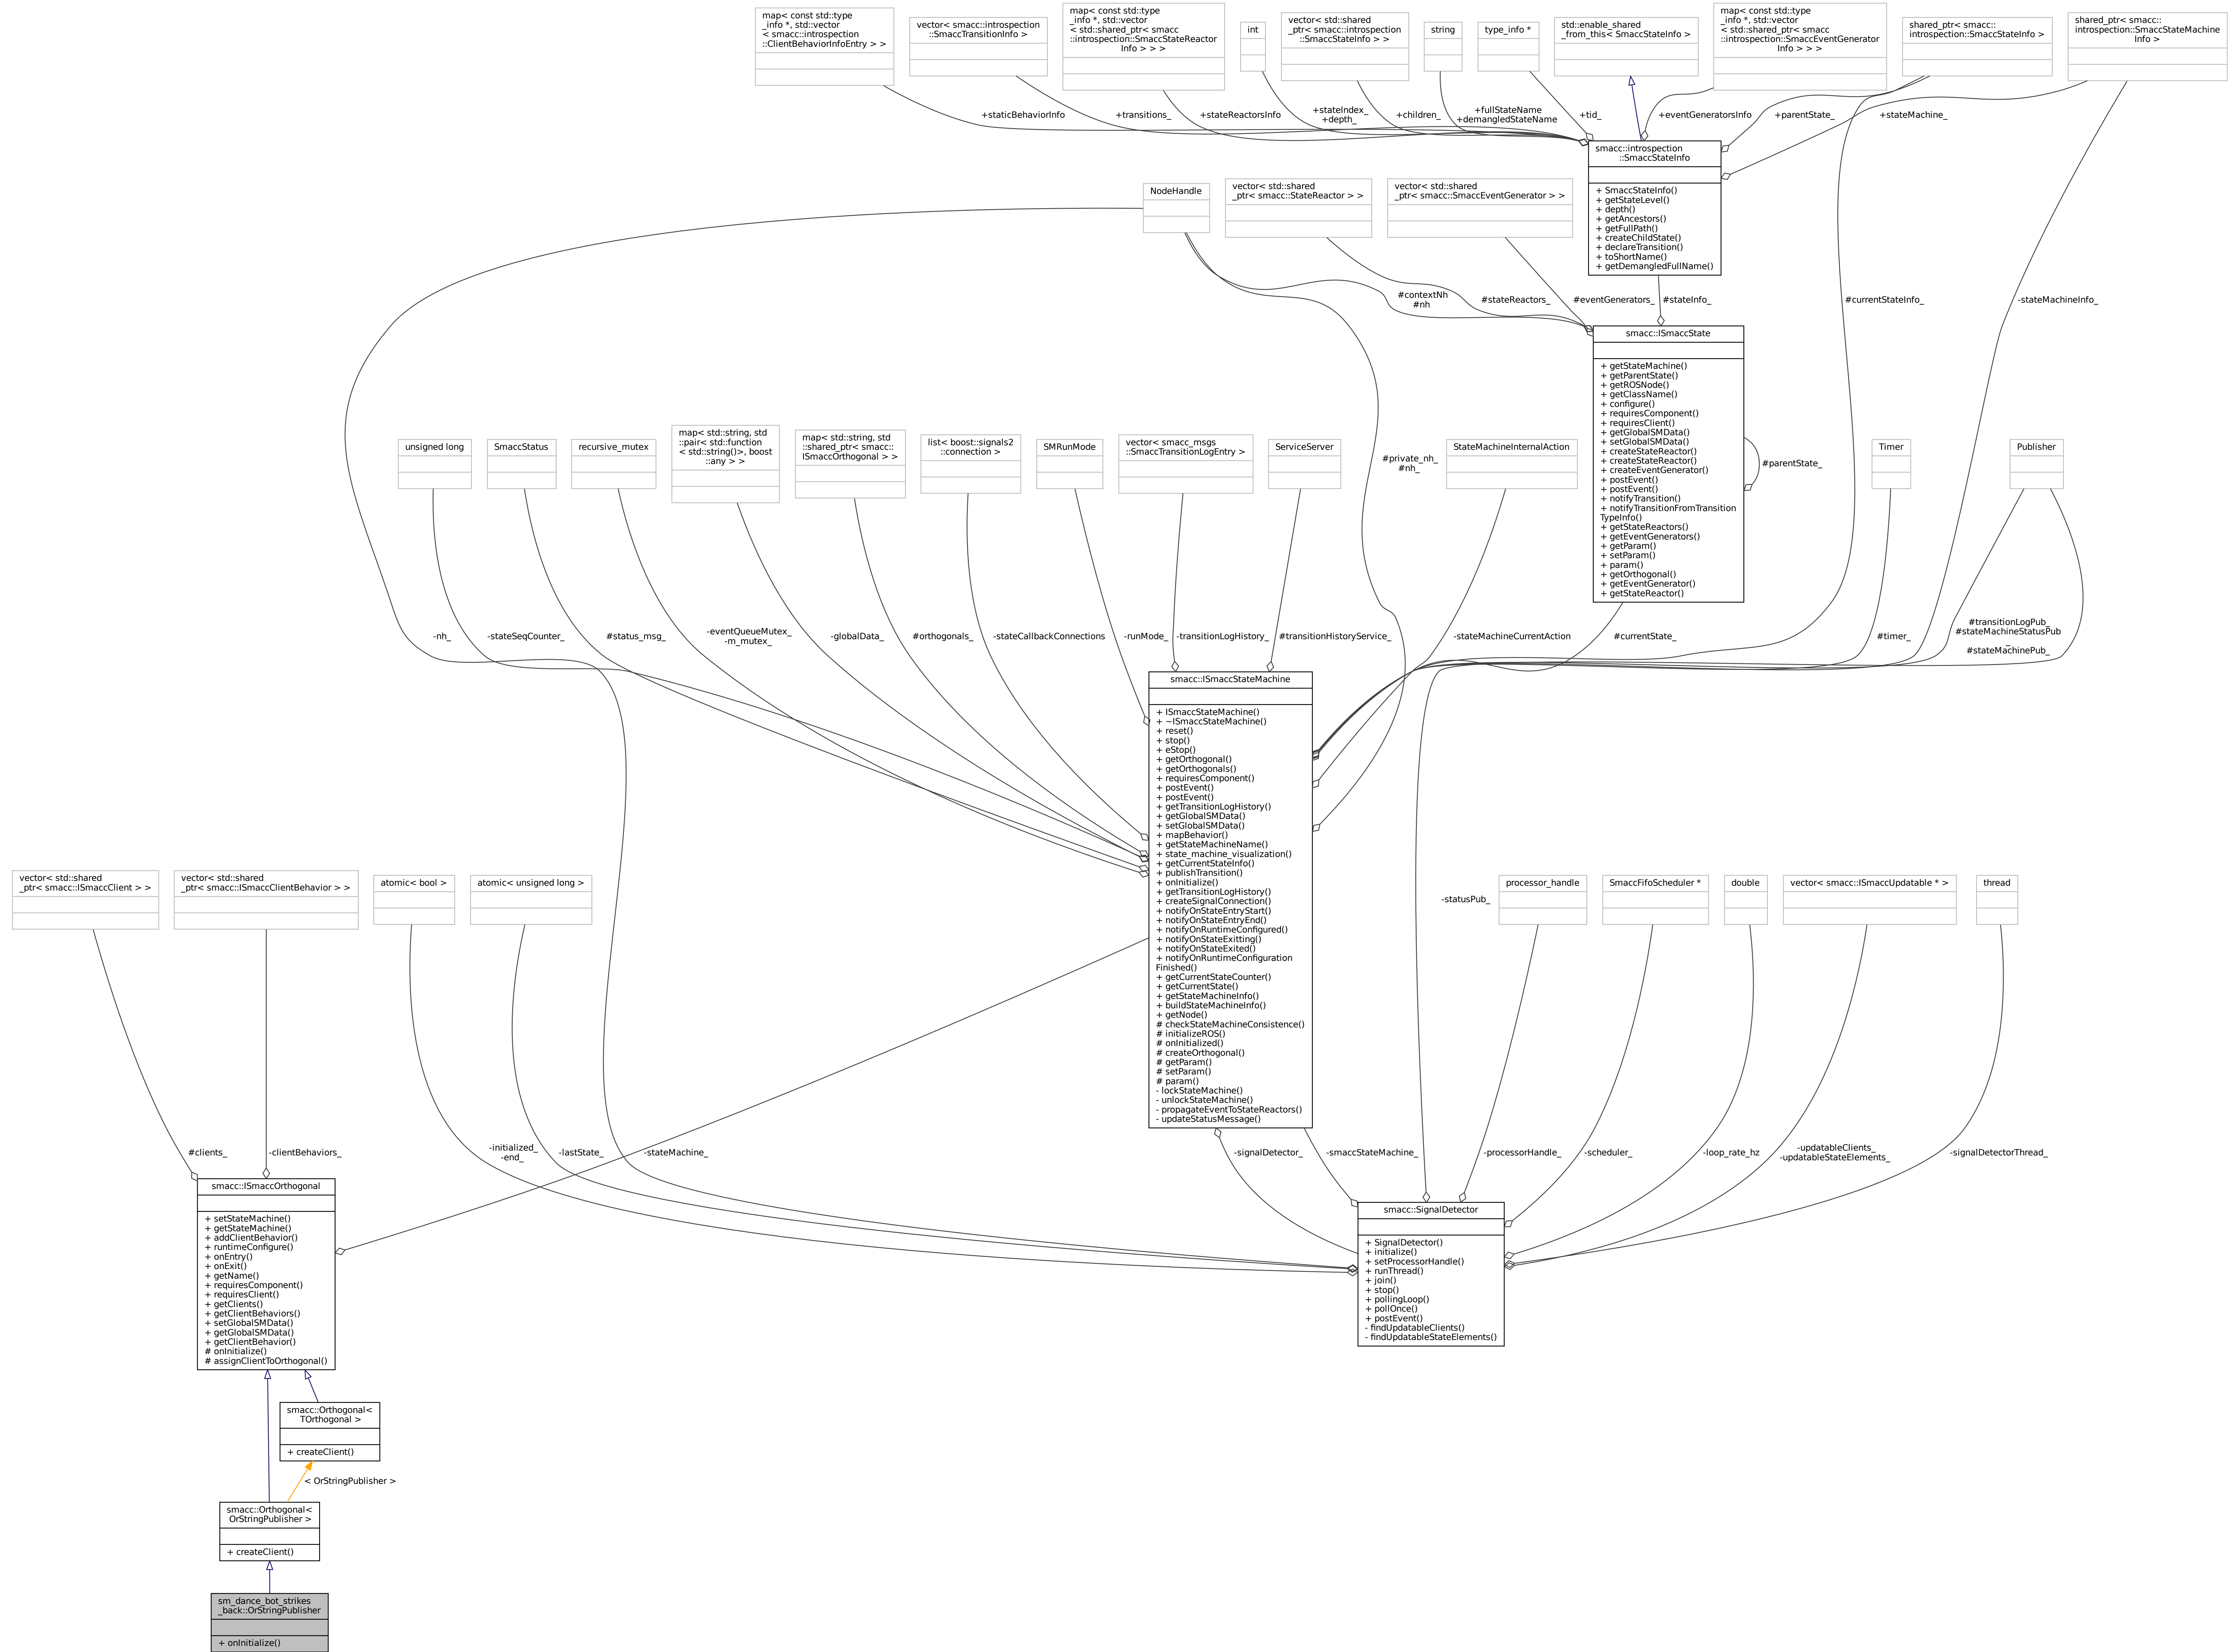 map< const std::type
_info *, std::vector
< smacc::introspection
::ClientBehaviorInfoEntry > >
vector< smacc::introspection
::SmaccTransitionInfo >
map< const std::type
_info *, std::vector
< std::shared_ptr< smacc
::introspection::SmaccStateReactor
Info > > >
int
vector< std::shared
_ptr< smacc::introspection
::SmaccStateInfo > >
string
type_info *
std::enable_shared
_from_this< SmaccStateInfo >
map< const std::type
_info *, std::vector
< std::shared_ptr< smacc
::introspection::SmaccEventGenerator
Info > > >
shared_ptr< smacc::
introspection::SmaccStateInfo >
shared_ptr< smacc::
introspection::SmaccStateMachine
Info >
+staticBehaviorInfo
+transitions_
+stateReactorsInfo
+stateIndex_
+depth_
+children_
+fullStateName
+demangledStateName
+tid_
+eventGeneratorsInfo
+parentState_
+stateMachine_
smacc::introspection
::SmaccStateInfo
+ SmaccStateInfo()
+ getStateLevel()
+ depth()
+ getAncestors()
+ getFullPath()
+ createChildState()
+ declareTransition()
+ toShortName()
+ getDemangledFullName()
NodeHandle
vector< std::shared
_ptr< smacc::StateReactor > >
vector< std::shared
_ptr< smacc::SmaccEventGenerator > >
#contextNh
#nh
#stateReactors_
#eventGenerators_
#stateInfo_
#currentStateInfo_
-stateMachineInfo_
smacc::ISmaccState
+ getStateMachine()
+ getParentState()
+ getROSNode()
+ getClassName()
+ configure()
+ requiresComponent()
+ requiresClient()
+ getGlobalSMData()
+ setGlobalSMData()
+ createStateReactor()
+ createStateReactor()
+ createEventGenerator()
+ postEvent()
+ postEvent()
+ notifyTransition()
+ notifyTransitionFromTransition
TypeInfo()
+ getStateReactors()
+ getEventGenerators()
+ getParam()
+ setParam()
+ param()
+ getOrthogonal()
+ getEventGenerator()
+ getStateReactor()
#parentState_
unsigned long
SmaccStatus
recursive_mutex
map< std::string, std
::pair< std::function
< std::string()>, boost
::any > >
map< std::string, std
::shared_ptr< smacc::
ISmaccOrthogonal > >
list< boost::signals2
::connection >
SMRunMode
vector< smacc_msgs
::SmaccTransitionLogEntry >
ServiceServer
#private_nh_
#nh_
StateMachineInternalAction
Timer
Publisher
-nh_
-stateSeqCounter_
#status_msg_
-eventQueueMutex_
-m_mutex_
-globalData_
#orthogonals_
-stateCallbackConnections
-runMode_
-transitionLogHistory_
#transitionHistoryService_
-stateMachineCurrentAction
#currentState_
#timer_
#transitionLogPub_
#stateMachineStatusPub
_
#stateMachinePub_
smacc::ISmaccStateMachine
+ ISmaccStateMachine()
+ ~ISmaccStateMachine()
+ reset()
+ stop()
+ eStop()
+ getOrthogonal()
+ getOrthogonals()
+ requiresComponent()
+ postEvent()
+ postEvent()
+ getTransitionLogHistory()
+ getGlobalSMData()
+ setGlobalSMData()
+ mapBehavior()
+ getStateMachineName()
+ state_machine_visualization()
+ getCurrentStateInfo()
+ publishTransition()
+ onInitialize()
+ getTransitionLogHistory()
+ createSignalConnection()
+ notifyOnStateEntryStart()
+ notifyOnStateEntryEnd()
+ notifyOnRuntimeConfigured()
+ notifyOnStateExitting()
+ notifyOnStateExited()
+ notifyOnRuntimeConfiguration
Finished()
+ getCurrentStateCounter()
+ getCurrentState()
+ getStateMachineInfo()
+ buildStateMachineInfo()
+ getNode()
# checkStateMachineConsistence()
# initializeROS()
# onInitialized()
# createOrthogonal()
# getParam()
# setParam()
# param()
- lockStateMachine()
- unlockStateMachine()
- propagateEventToStateReactors()
- updateStatusMessage()
vector< std::shared
_ptr< smacc::ISmaccClient > >
vector< std::shared
_ptr< smacc::ISmaccClientBehavior > >
atomic< bool >
atomic< unsigned long >
-statusPub_
processor_handle
SmaccFifoScheduler *
double
vector< smacc::ISmaccUpdatable * >
thread
#clients_
-clientBehaviors_
-initialized_
-end_
-lastState_
-stateMachine_
-signalDetector_
-smaccStateMachine_
-processorHandle_
-scheduler_
-loop_rate_hz
-updatableClients_
-updatableStateElements_
-signalDetectorThread_
smacc::ISmaccOrthogonal
+ setStateMachine()
+ getStateMachine()
+ addClientBehavior()
+ runtimeConfigure()
+ onEntry()
+ onExit()
+ getName()
+ requiresComponent()
+ requiresClient()
+ getClients()
+ getClientBehaviors()
+ setGlobalSMData()
+ getGlobalSMData()
+ getClientBehavior()
# onInitialize()
# assignClientToOrthogonal()
smacc::SignalDetector
+ SignalDetector()
+ initialize()
+ setProcessorHandle()
+ runThread()
+ join()
+ stop()
+ pollingLoop()
+ pollOnce()
+ postEvent()
- findUpdatableClients()
- findUpdatableStateElements()
smacc::Orthogonal<
TOrthogonal >
+ createClient()
< OrStringPublisher >
smacc::Orthogonal<
OrStringPublisher >
+ createClient()
sm_dance_bot_strikes
_back::OrStringPublisher
+ onInitialize()